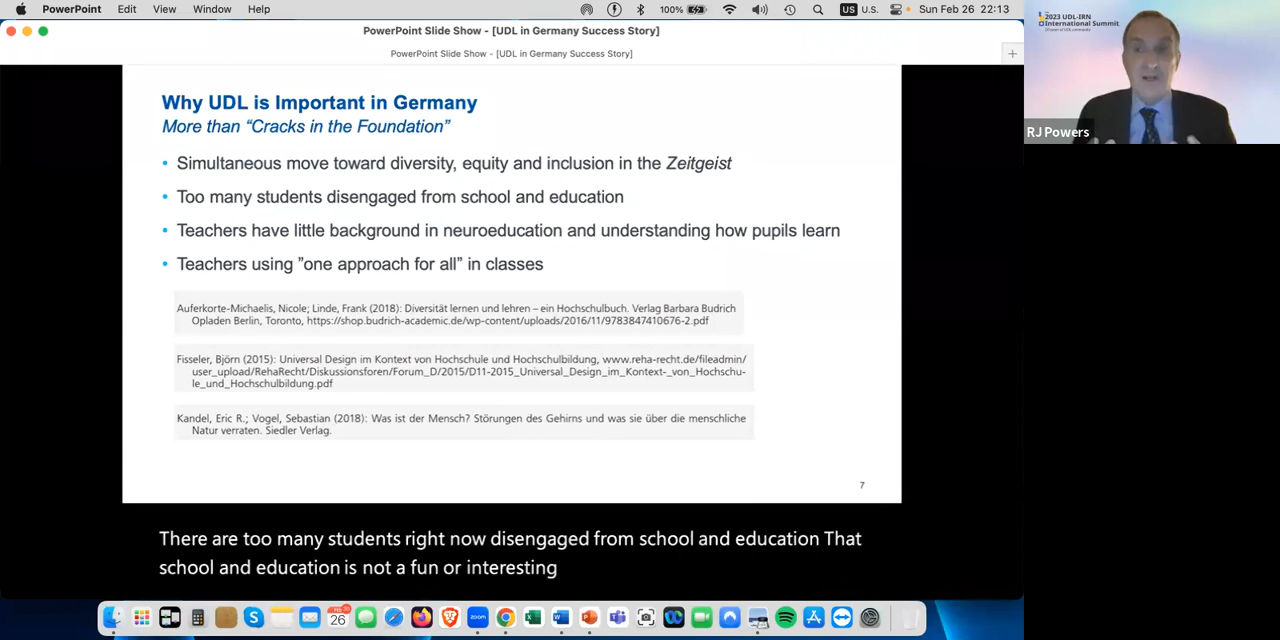 PowerPoint Edit View Window Help 100% US U.S. Sun Feb 26 22:13
PowerPoint Slide Show - [UDL in Germany Success Story]
PowerPoint Slide Show - [UDL in Germany Success Story]
2023 UDL-IRN
International Summit
RJ Powers
Why UDL is Important in Germany
More than “Cracks in the Foundation”
• Simultaneous move toward diversity, equity and inclusion in the Zeitgeist
• Too many students disengaged from school and education
• Teachers have little background in neuroeducation and understanding how pupils learn
• Teachers using ”one approach for all” in classes
Auferkorte-Michaelis, Nicole; Linde, Frank (2018): Diversität lernen und lehren – ein Hochschulbuch. Verlag Barbara Budrich
Opladen Berlin, Toronto, https://shop.budrich-academic.de/wp-content/uploads/2016/11/9783847410676-2.pdf
Fisseler, Björn (2015): Universal Design im Kontext von Hochschule und Hochschulbildung, www.reha-recht.de/fileadmin/
user_upload/RehaRecht/Diskussionsforen/Forum_D/2015/D11-2015_Universal_Design_im_Kontext-_von_Hochschu-
le_und_Hochschulbildung.pdf
Kandel, Eric R.; Vogel, Sebastian (2018): Was ist der Mensch? Störungen des Gehirns und was sie über die menschliche
Natur verraten. Siedler Verlag.
7
There are too many students right now disengaged from school and education That
school and education is not a fun or interesting
26
zoom